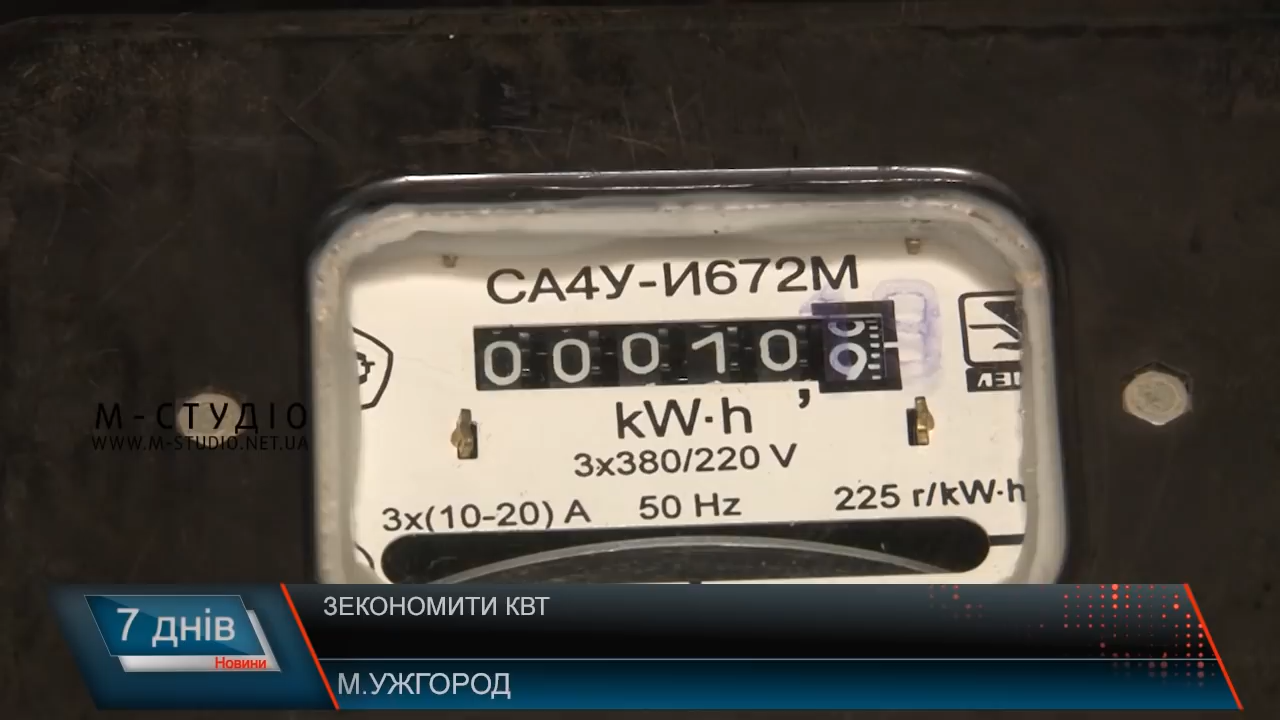 СА4У-И672М
00010,9
kW·h
3x380/220 V
3x(10-20) A 50 Hz 225 r/kW·h
М-СТУДІО
WWW.M-STUDIO.NET.UA
7 днів
Новини
ЗЕКОНОМИТИ КВТ
М.УЖГОРОД